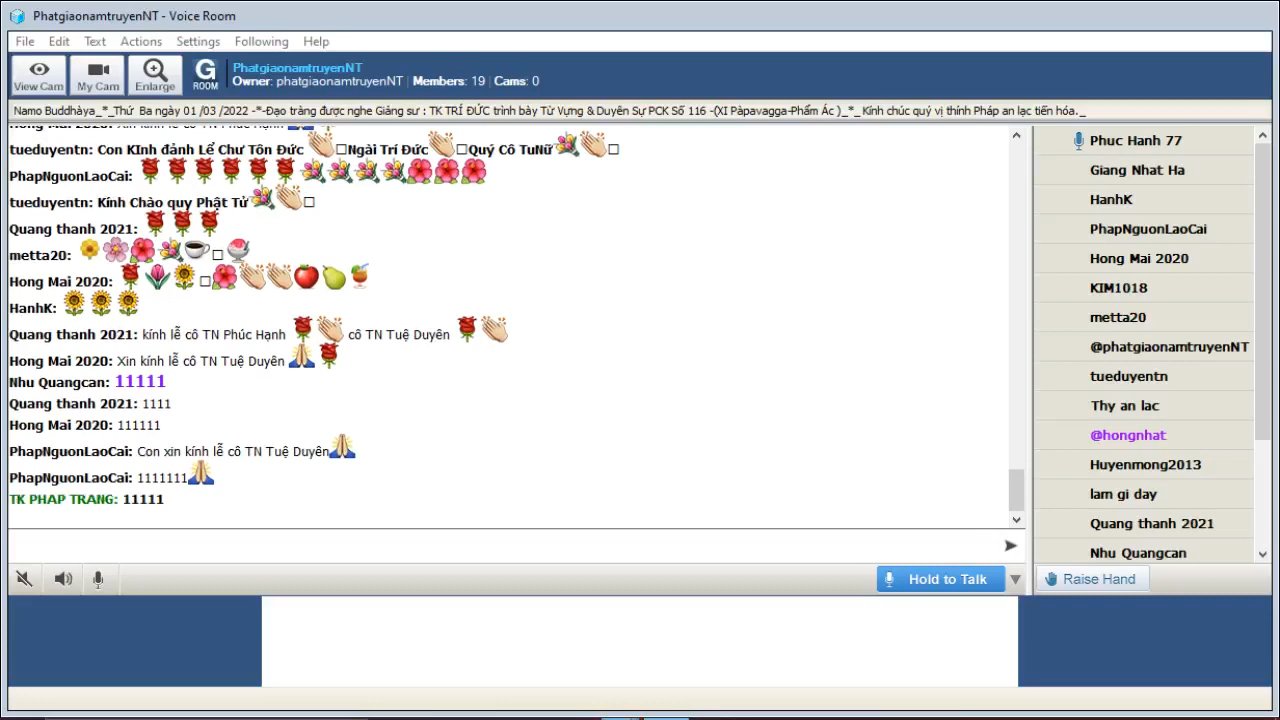 PhatgiaonamtruyenNT - Voice Room
File Edit Text Actions Settings Following Help
View Cam My Cam Enlarge G ROOM
PhatgiaonamtruyenNT
Owner: phatgiaonamtruyenNT | Members: 19 | Cams: 0
Namo Buddhàya_*_Thứ Ba ngày 01 /03 /2022 -*-Đạo tràng được nghe Giảng sư : TK TRÍ ĐỨC trình bày Từ Vựng & Duyên Sự PCK Số 116 -(XI Pàpavagga-Phẩm Ác )_*_Kính chúc quý vị thính Pháp an lạc tiến hóa._
tueduyentn: Con KInh đảnh Lể Chư Tôn Đức Ngài Trí Đức Quý Cô TuNữ
PhapNguonLaoCai:
tueduyentn: Kính Chào quy Phật Tử
Quang thanh 2021:
metta20:
Hong Mai 2020:
HanhK:
Quang thanh 2021: kính lễ cô TN Phúc Hạnh cô TN Tuệ Duyên
Hong Mai 2020: Xin kính lễ cô TN Tuệ Duyên
Nhu Quangcan: 11111
Quang thanh 2021: 1111
Hong Mai 2020: 111111
PhapNguonLaoCai: Con xin kính lễ cô TN Tuệ Duyên
PhapNguonLaoCai: 1111111
TK PHAP TRANG: 11111
Phuc Hanh 77
Giang Nhat Ha
HanhK
PhapNguonLaoCai
Hong Mai 2020
KIM1018
metta20
@phatgiaonamtruyenNT
tueduyentn
Thy an lac
@hongnhat
Huyenmong2013
lam gi day
Quang thanh 2021
Nhu Quangcan
Hold to Talk
Raise Hand